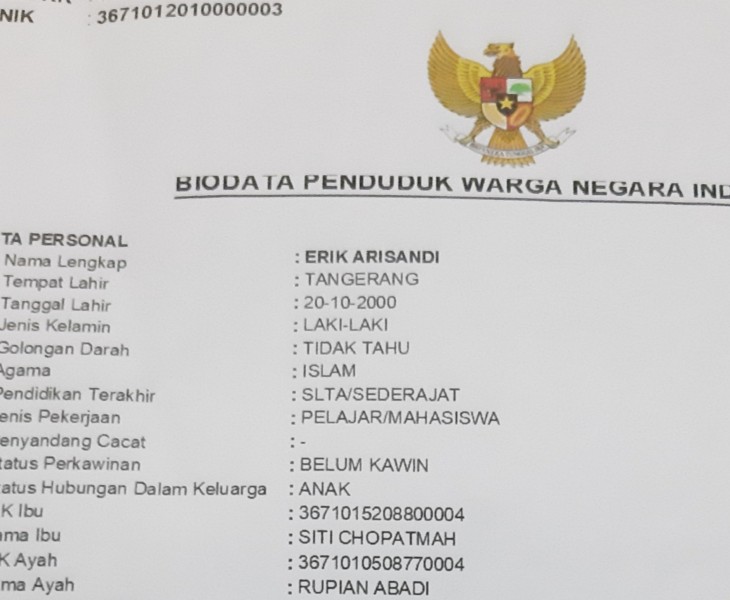 NIK : 3671012010000003
BIODATA PENDUDUK WARGA NEGARA IND
TA PERSONAL
Nama Lengkap : ERIK ARISANDI
Tempat Lahir : TANGERANG
Tanggal Lahir : 20-10-2000
Jenis Kelamin : LAKI-LAKI
Golongan Darah : TIDAK TAHU
Agama : ISLAM
Pendidikan Terakhir : SLTA/SEDERAJAT
enis Pekerjaan : PELAJAR/MAHASISWA
enyandang Cacat : -
tatus Perkawinan : BELUM KAWIN
atus Hubungan Dalam Keluarga : ANAK
K Ibu : 3671015208800004
ama Ibu : SITI CHOPATMAH
K Ayah : 3671010508770004
ma Ayah : RUPIAN ABADI